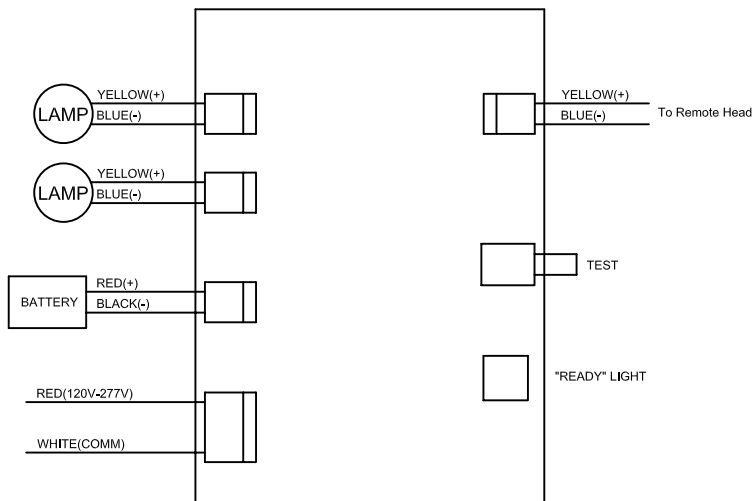 YELLOW(+)
LAMP
BLUE(-)
YELLOW(+)
LAMP
BLUE(-)
RED(+)
BATTERY
BLACK(-)
RED(120V-277V)
WHITE(COMM)
YELLOW(+)
BLUE(-)
To Remote Head
TEST
"READY" LIGHT